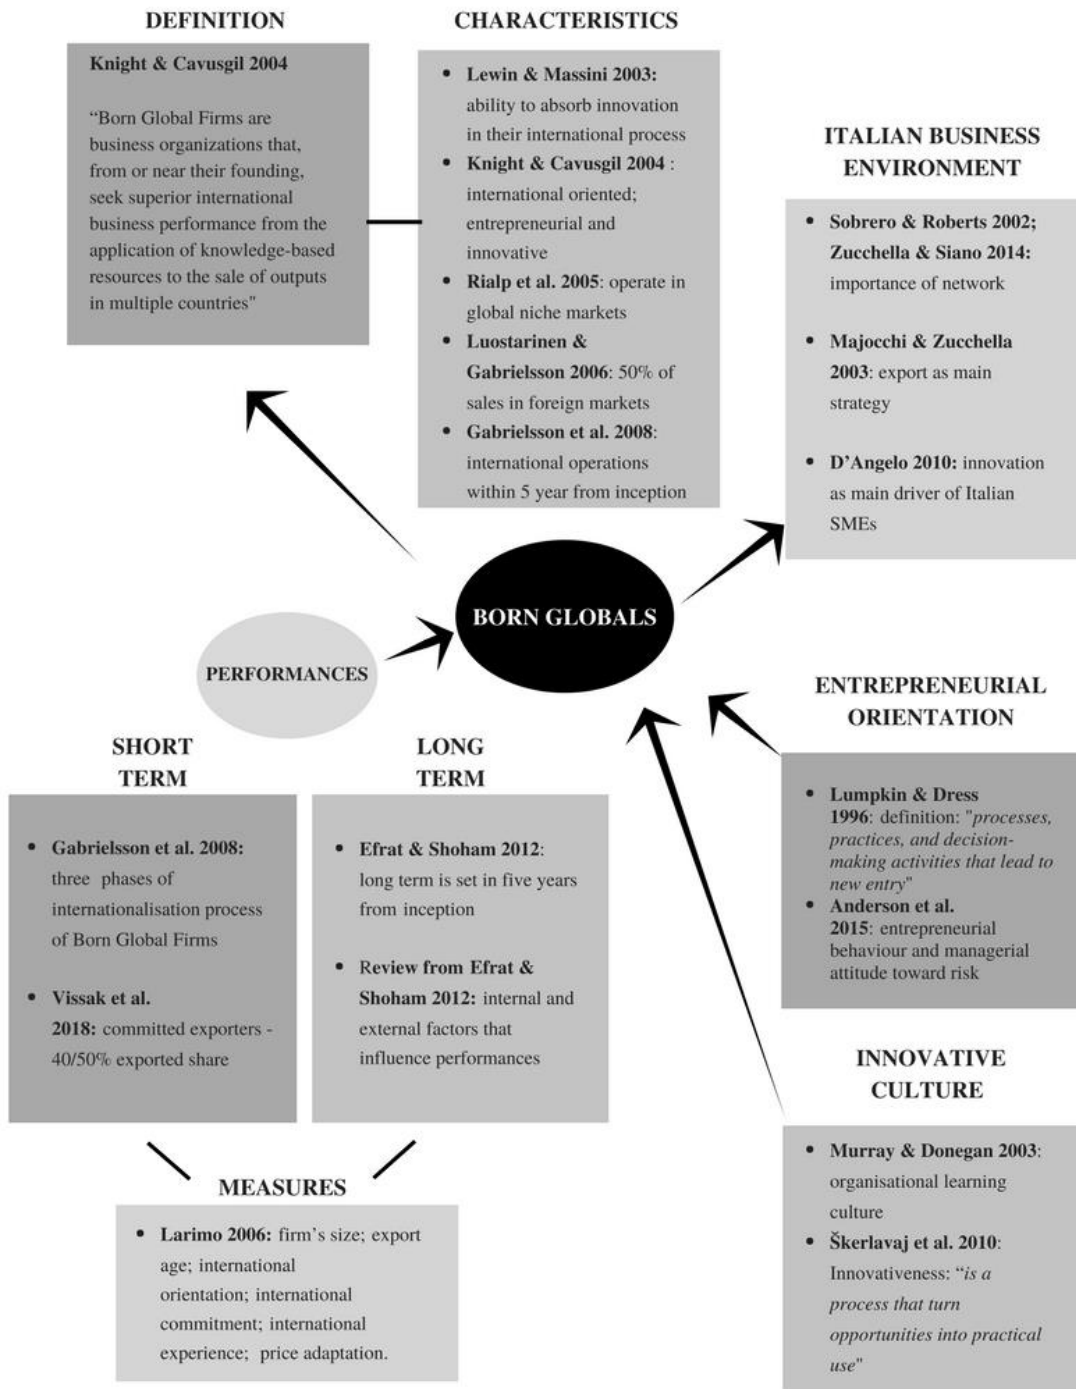 DEFINITION
Knight & Cavusgil 2004
“Born Global Firms are
business organizations that,
from or near their founding,
seek superior international
business performance from the
application of knowledge-based
resources to the sale of outputs
in multiple countries"
CHARACTERISTICS
• Lewin & Massini 2003:
ability to absorb innovation
in their international process
• Knight & Cavusgil 2004 :
international oriented;
entrepreneurial and
innovative
• Rialp et al. 2005: operate in
global niche markets
• Luostarinen &
Gabrielsson 2006: 50% of
sales in foreign markets
• Gabrielsson et al. 2008:
international operations
within 5 year from inception
ITALIAN BUSINESS
ENVIRONMENT
• Sobrero & Roberts 2002;
Zucchella & Siano 2014:
importance of network
• Majocchi & Zucchella
2003: export as main
strategy
• D’Angelo 2010: innovation
as main driver of Italian
SMEs
BORN GLOBALS
PERFORMANCES
SHORT
TERM
• Gabrielsson et al. 2008:
three phases of
internationalisation process
of Born Global Firms
• Vissak et al.
2018: committed exporters -
40/50% exported share
LONG
TERM
• Efrat & Shoham 2012:
long term is set in five years
from inception
• Review from Efrat &
Shoham 2012: internal and
external factors that
influence performances
MEASURES
• Larimo 2006: firm’s size; export
age; international
orientation; international
commitment; international
experience; price adaptation.
ENTREPRENEURIAL
ORIENTATION
• Lumpkin & Dress
1996: definition: "processes,
practices, and decision-
making activities that lead to
new entry"
• Anderson et al.
2015: entrepreneurial
behaviour and managerial
attitude toward risk
INNOVATIVE
CULTURE
• Murray & Donegan 2003:
organisational learning
culture
• Škerlavaj et al. 2010:
Innovativeness: “is a
process that turn
opportunities into practical
use"